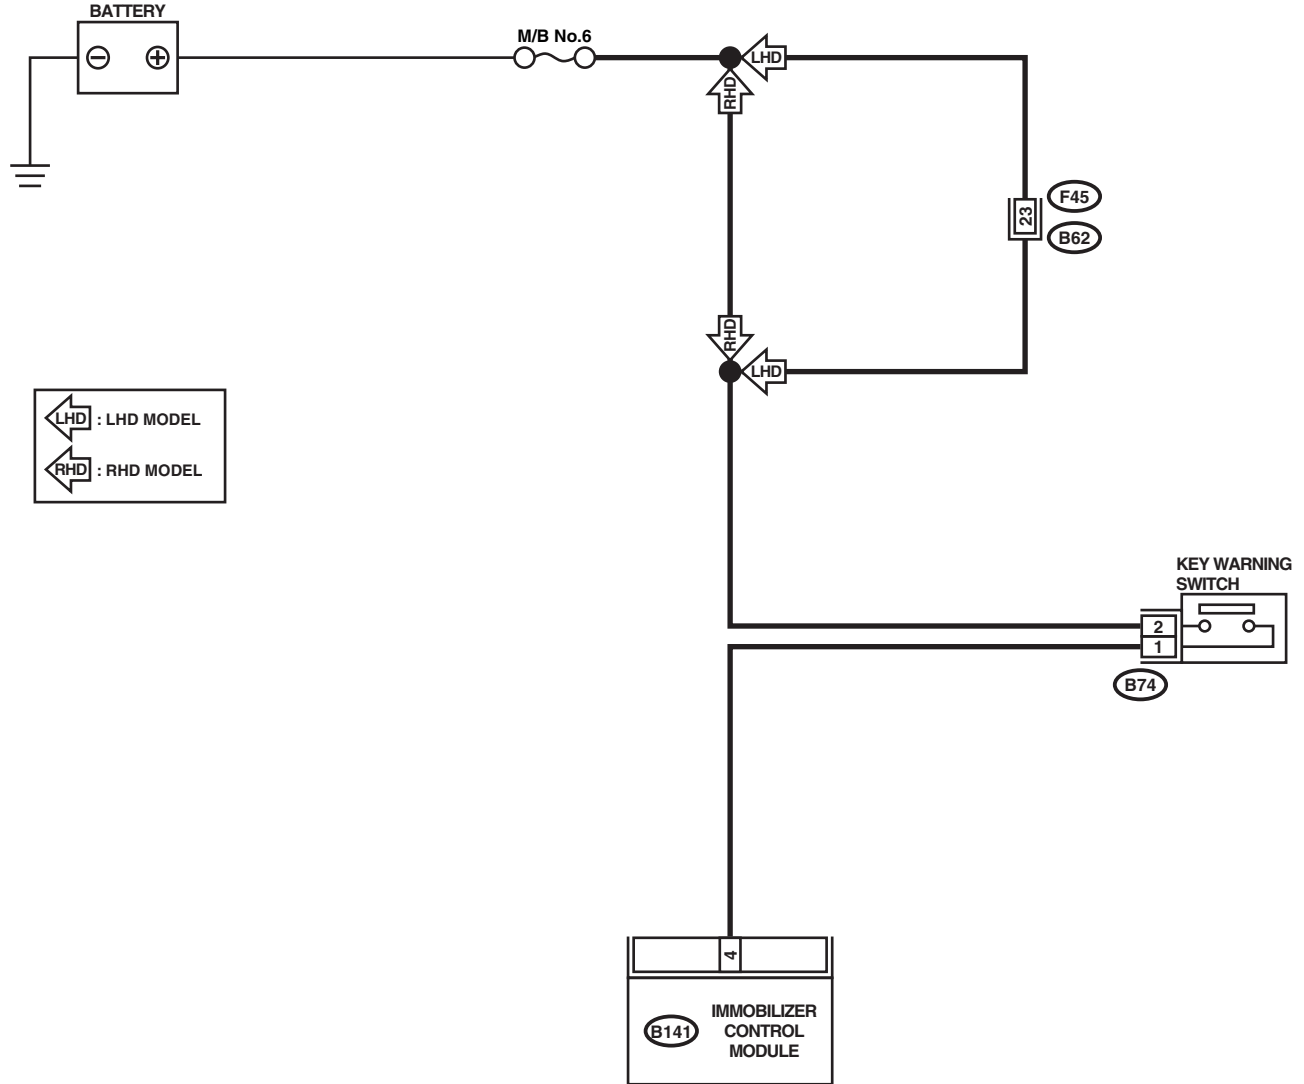 BATTERY
M/B No.6
LHD
RHD
23
F45
B62
RHD
LHD
LHD : LHD MODEL
RHD : RHD MODEL
KEY WARNING
SWITCH
2
1
B74
4
B141
IMMOBILIZER
CONTROL
MODULE